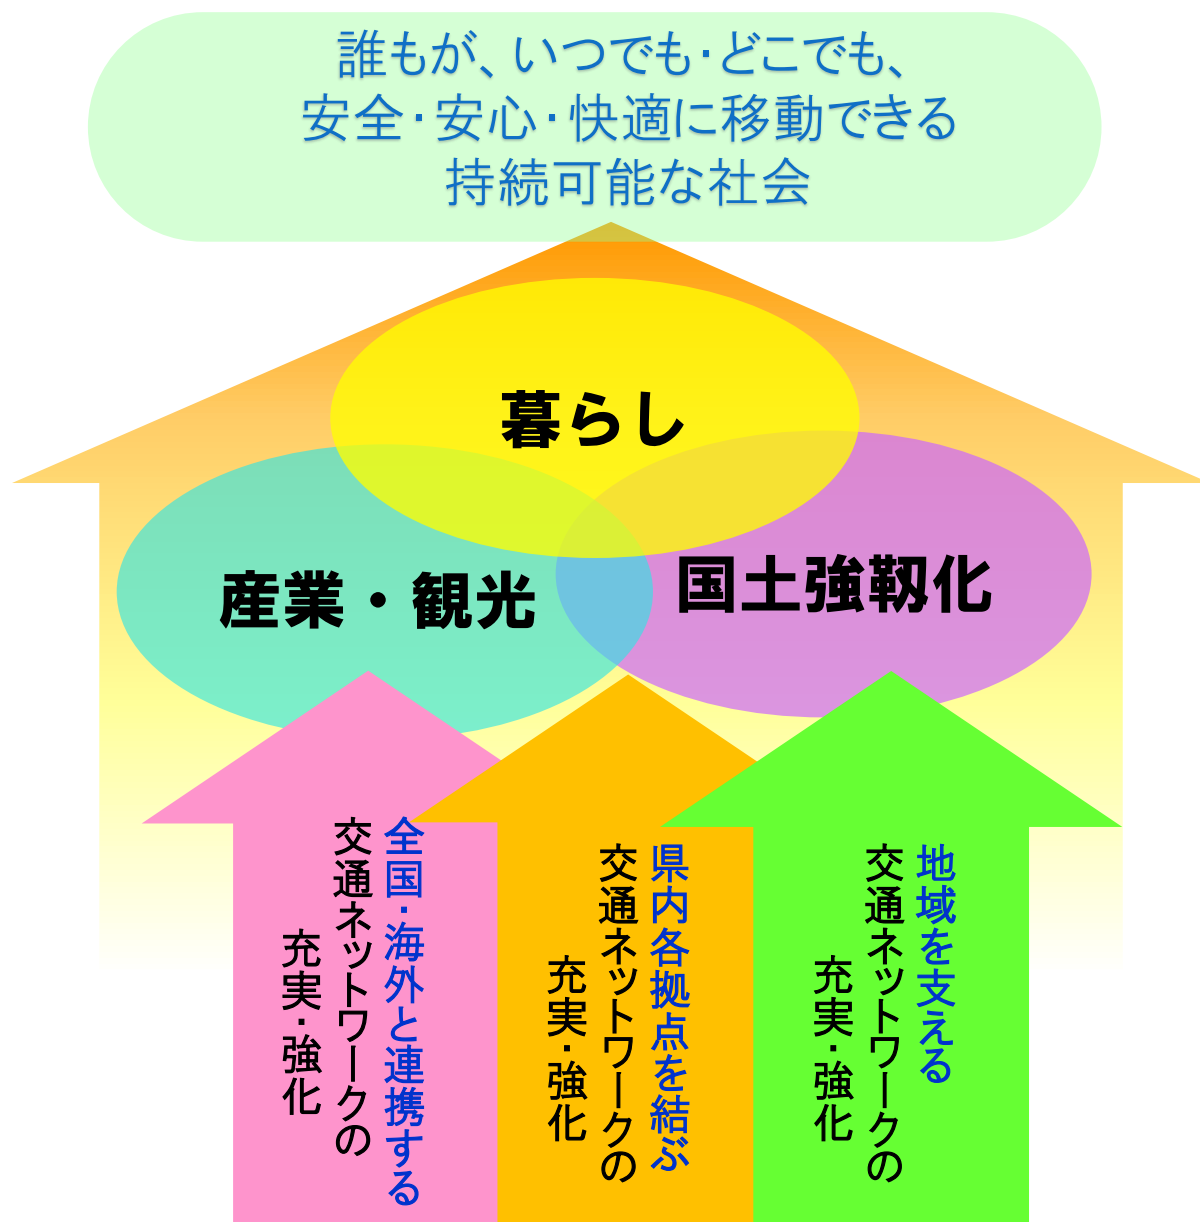 誰もが、いつでも・どこでも、
安全・安心・快適に移動できる
持続可能な社会
暮らし
産業・観光
国土強靱化
全国・海外と連携する
交通ネットワークの
充実・強化
県内各拠点を結ぶ
交通ネットワークの
充実・強化
地域を支える
交通ネットワークの
充実・強化